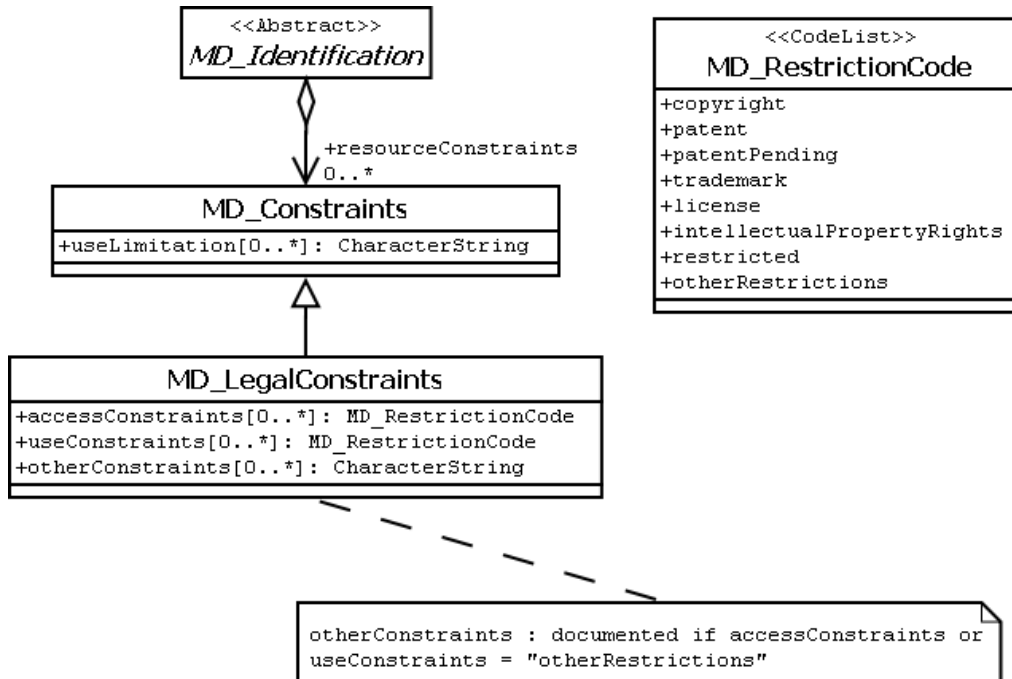 <<Abstract>>
MD_Identification
+resourceConstraints
0..*
MD_Constraints
+useLimitation[0..*]: CharacterString
MD_LegalConstraints
+accessConstraints[0..*]: MD_RestrictionCode
+useConstraints[0..*]: MD_RestrictionCode
+otherConstraints[0..*]: CharacterString
<<CodeList>>
MD_RestrictionCode
+copyright
+patent
+patentPending
+trademark
+license
+intellectualPropertyRights
+restricted
+otherRestrictions
otherConstraints : documented if accessConstraints or
useConstraints = "otherRestrictions"